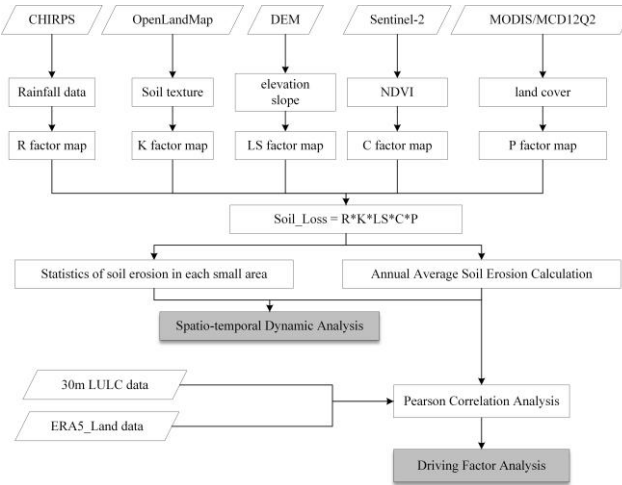 CHIRPS
OpenLandMap
DEM
Sentinel-2
MODIS/MCD12Q2
Rainfall data
Soil texture
elevation
slope
NDVI
land cover
R factor map
K factor map
LS factor map
C factor map
P factor map
Soil_Loss = R*K*LS*C*P
Statistics of soil erosion in each small area
Annual Average Soil Erosion Calculation
Spatio-temporal Dynamic Analysis
30m LULC data
Pearson Correlation Analysis
ERA5_Land data
Driving Factor Analysis